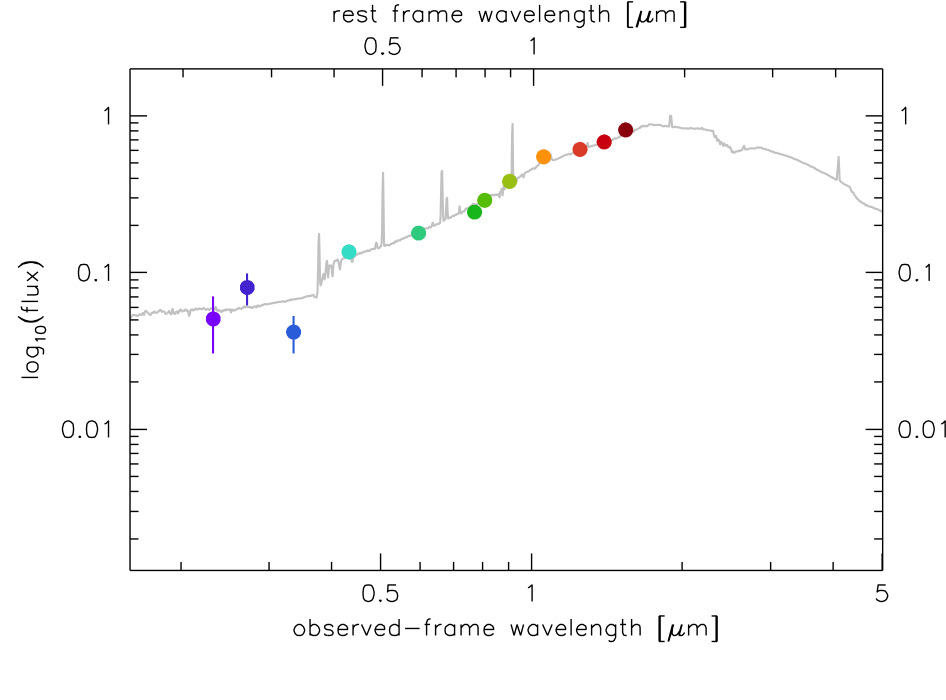 rest frame wavelength [μm]
0.5 1
1 1
0.1 0.1
0.01 0.01
log10(flux)
0.5 1 5
observed-frame wavelength [μm]